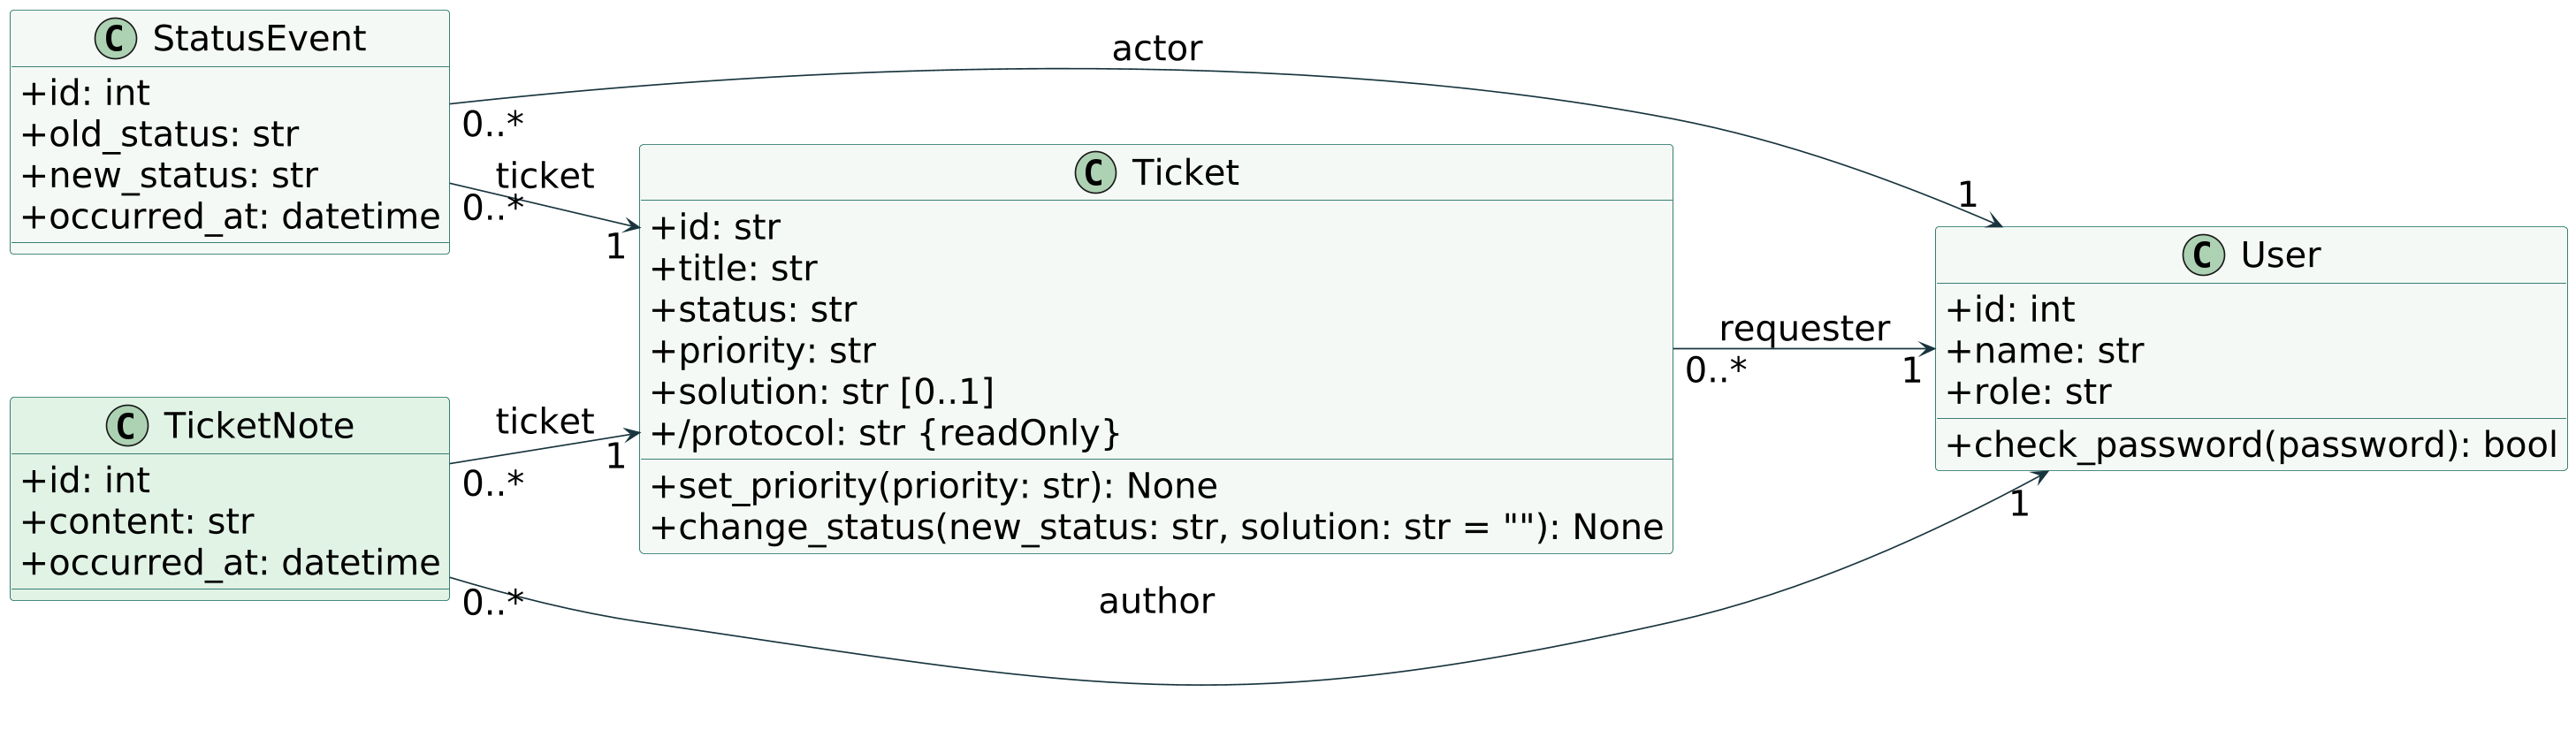 C StatusEvent
+id: int
+old_status: str
+new_status: str
+occurred_at: datetime
actor
0..*
1
ticket
0..*
1
C Ticket
+id: str
+title: str
+status: str
+priority: str
+solution: str [0..1]
+/protocol: str {readOnly}
+set_priority(priority: str): None
+change_status(new_status: str, solution: str = ""): None
requester
0..*
1
C User
+id: int
+name: str
+role: str
+check_password(password): bool
C TicketNote
+id: int
+content: str
+occurred_at: datetime
ticket
0..*
1
author
0..*
1